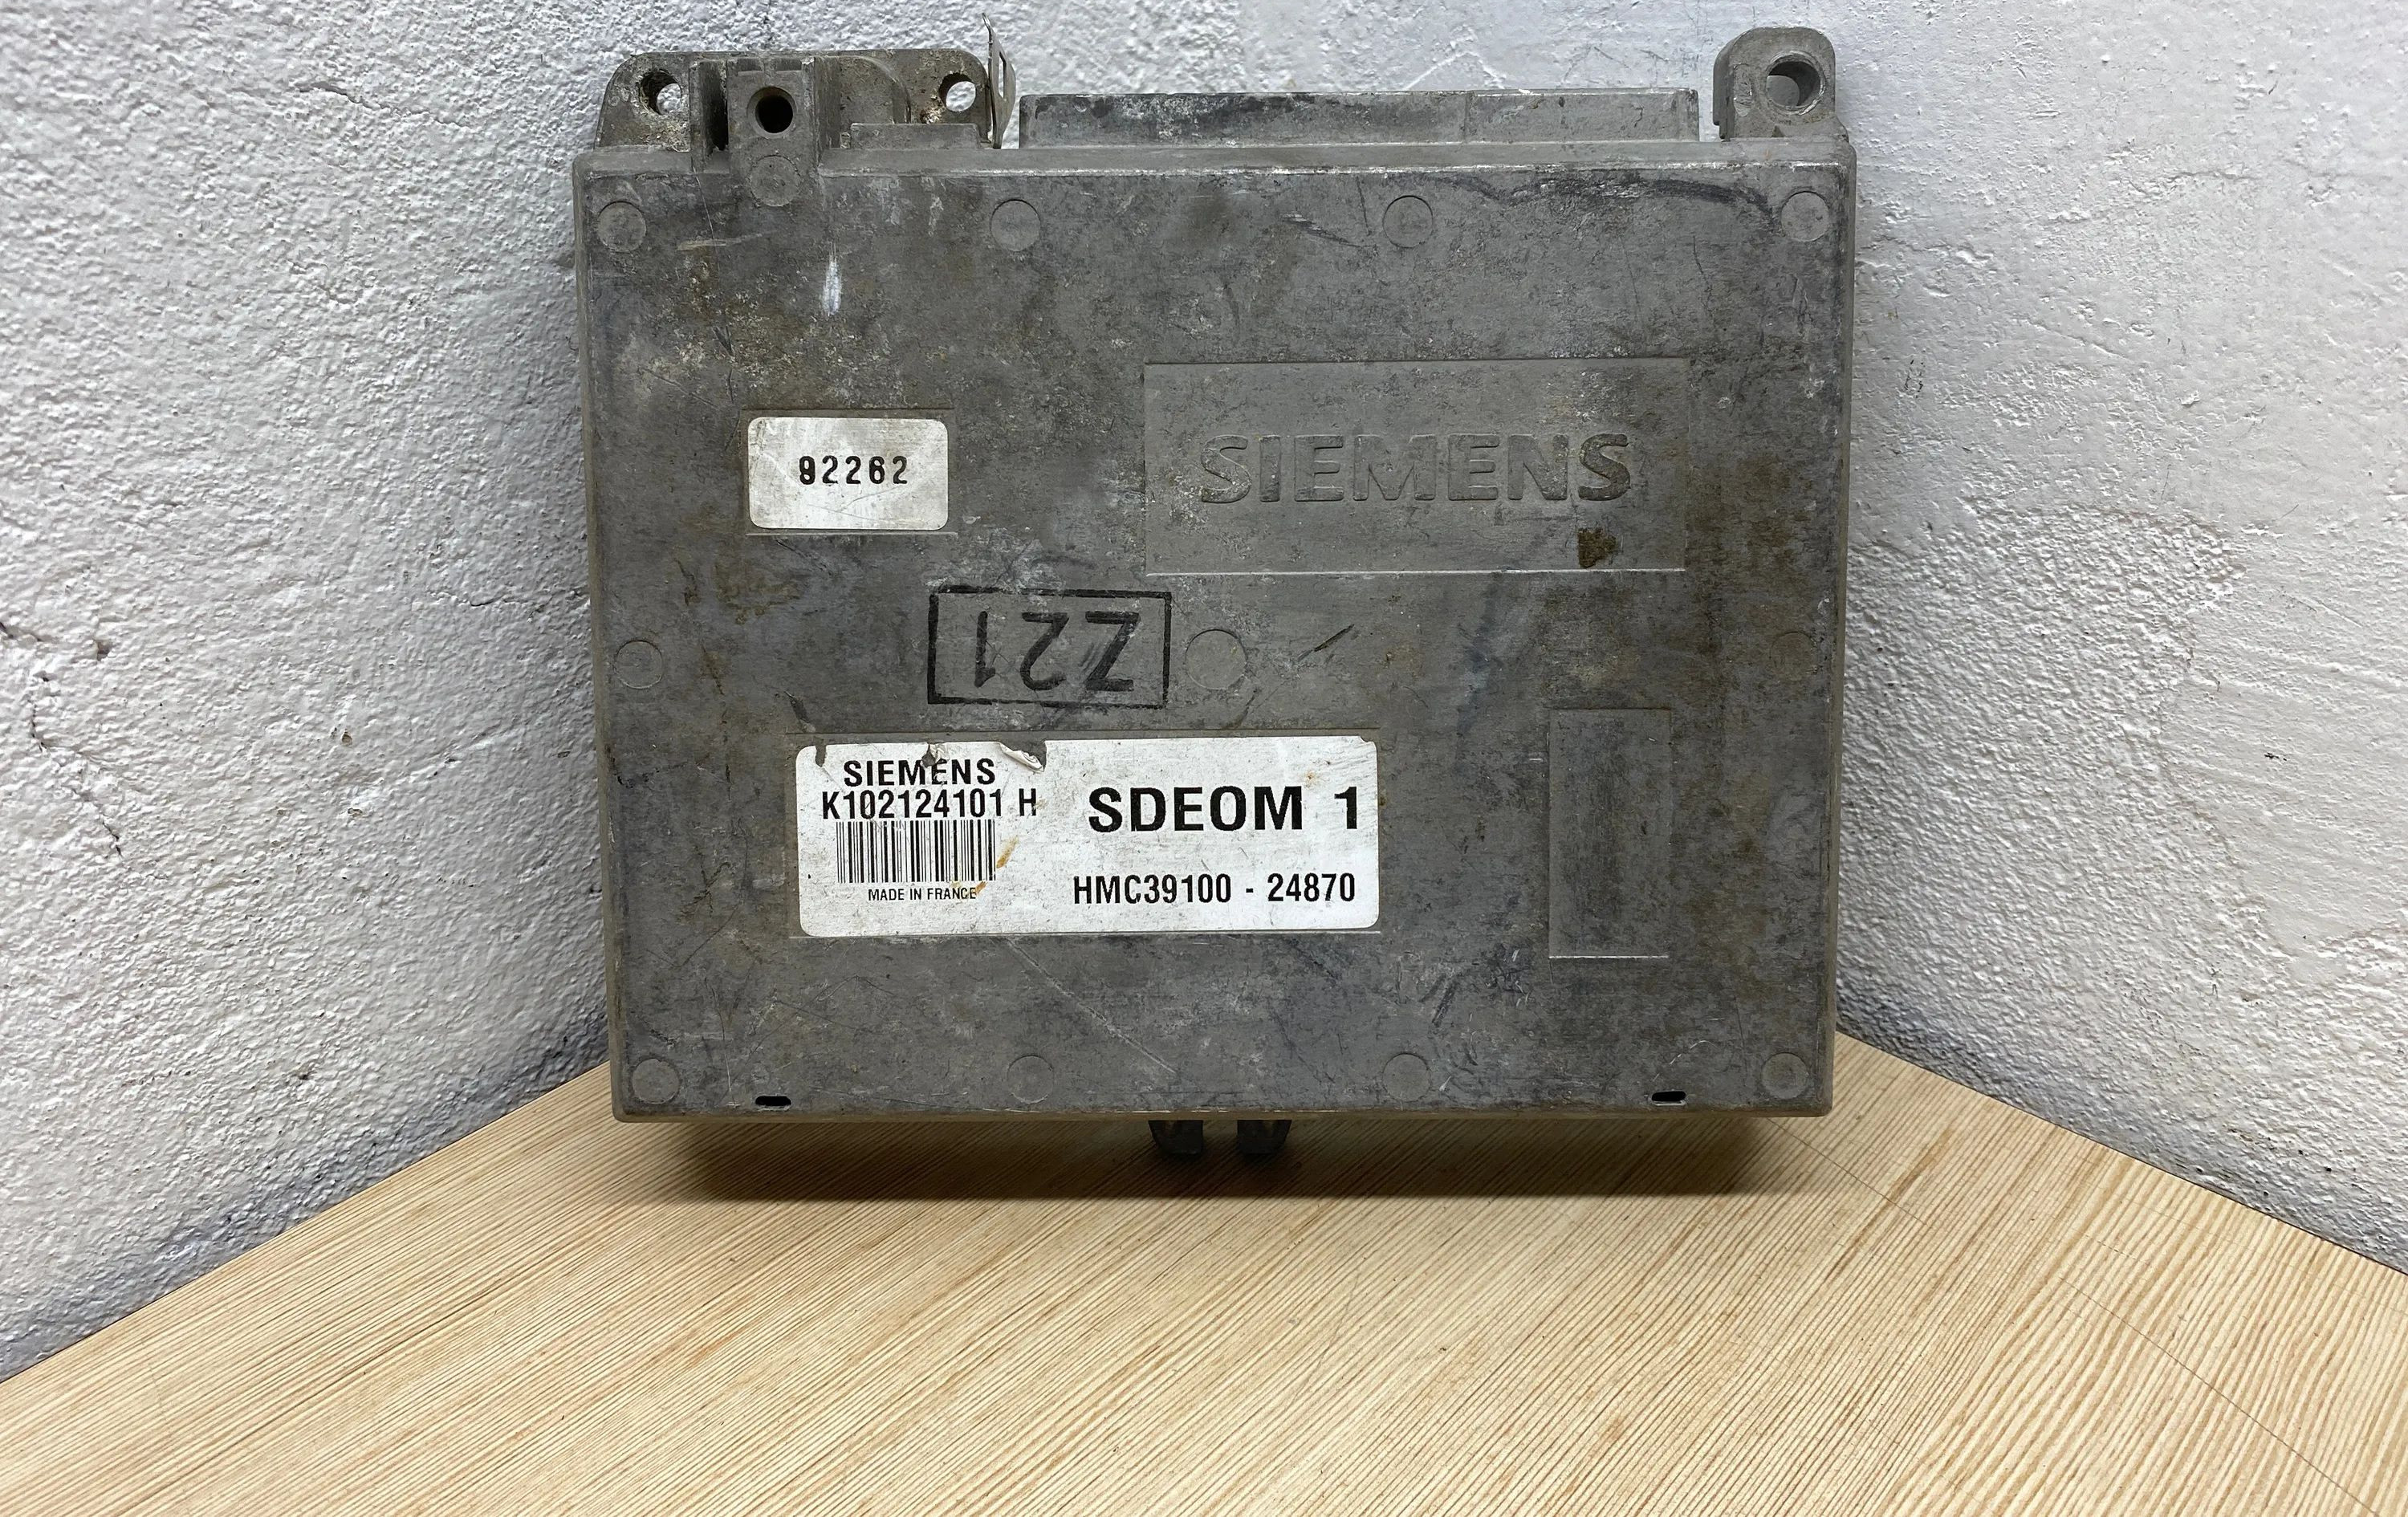 SIEMENS
92262
Z21
SIEMENS
K102124101 H
SDEOM 1
MADE IN FRANCE
HMC39100 - 24870